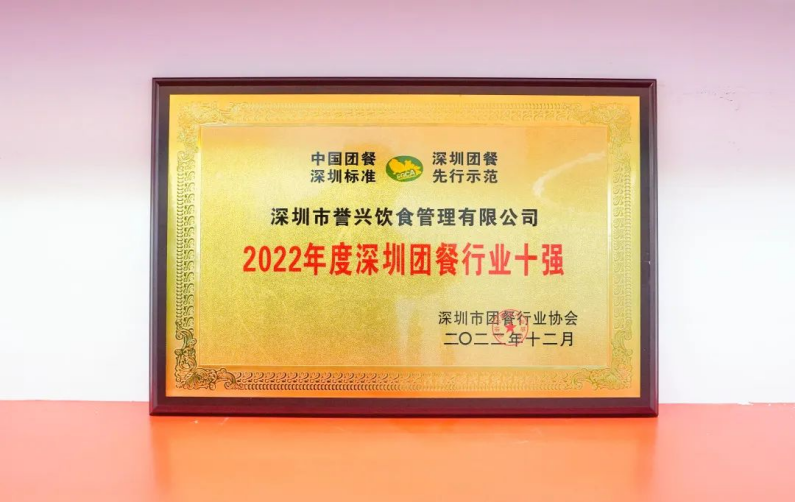 中国团餐 深圳团餐
深圳标准 先行示范
深圳市誉兴饮食管理有限公司
2022年度深圳团餐行业十强
深圳市团餐行业协会
二〇二二年十二月